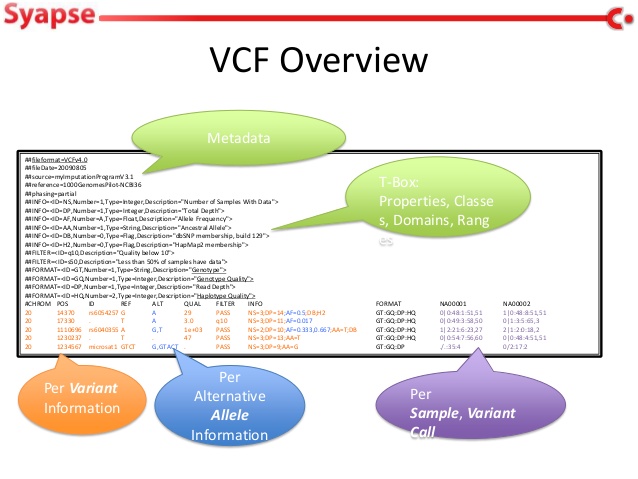 Syapse
VCF Overview
Metadata
##fileformat=VCFv4.0
##fileDate=20090805
##source=myImputationProgramV3.1
##reference=1000GenomesPilot-NCBI36
##phasing=partial
##INFO=<ID=NS,Number=1,Type=Integer,Description="Number of Samples With Data">
##INFO=<ID=DP,Number=1,Type=Integer,Description="Total Depth">
##INFO=<ID=AF,Number=A,Type=Float,Description="Allele Frequency">
##INFO=<ID=AA,Number=1,Type=String,Description="Ancestral Allele">
##INFO=<ID=DB,Number=0,Type=Flag,Description="dbSNP membership, build 129">
##INFO=<ID=H2,Number=0,Type=Flag,Description="HapMap2 membership">
##FILTER=<ID=q10,Description="Quality below 10">
##FILTER=<ID=s50,Description="Less than 50% of samples have data">
##FORMAT=<ID=GT,Number=1,Type=String,Description="Genotype">
##FORMAT=<ID=GQ,Number=1,Type=Integer,Description="Genotype Quality">
##FORMAT=<ID=DP,Number=1,Type=Integer,Description="Read Depth">
##FORMAT=<ID=HQ,Number=2,Type=Integer,Description="Haplotype Quality">
T-Box:
Properties, Classe
s, Domains, Rang
es
#CHROM POS ID REF ALT QUAL FILTER INFO FORMAT NA00001 NA00002
20 14370 rs6054257 G A 29 PASS NS=3;DP=14;AF=0.5;DB;H2 GT:GQ:DP:HQ 0|0:48:1:51,51 1|0:48:8:51,51
20 17330 . T A 3.0 q10 NS=3;DP=11;AF=0.017 GT:GQ:DP:HQ 0|0:49:3:58,50 0|1:3:5:65,3
20 1110696 rs6040355 A G,T 1e+03 PASS NS=2;DP=10;AF=0.333,0.667;AA=T;DB GT:GQ:DP:HQ 1|2:21:6:23,27 2|1:2:0:18,2
20 1230237 . T . 47 PASS NS=3;DP=13;AA=T GT:GQ:DP:HQ 0|0:54:7:56,60 0|0:48:4:51,51
20 1234567 microsat1 GTCT G,GTACT . PASS NS=3;DP=9;AA=G GT:GQ:DP ./.:35:4 0/2:17:2
Per Variant
Information
Per
Alternative
Allele
Information
Per
Sample, Variant
Call